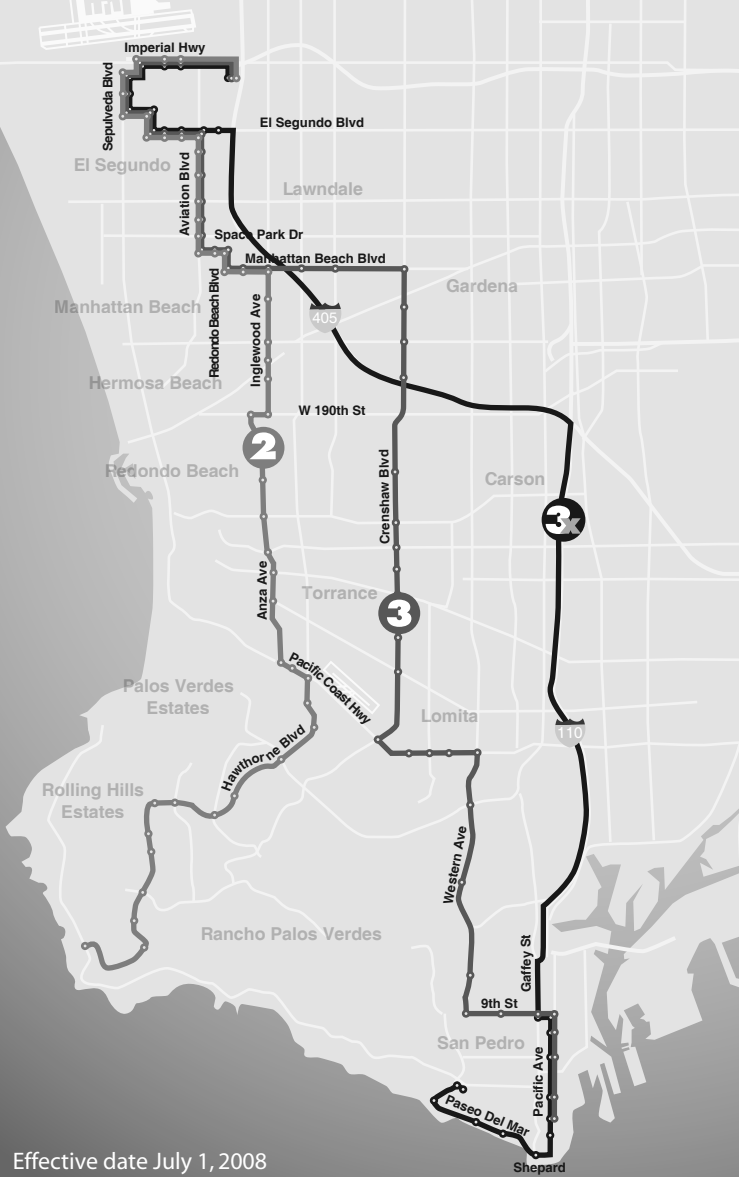 Imperial Hwy
Sepulveda Blvd
El Segundo Blvd
El Segundo
Aviation Blvd
Lawndale
Space Park Dr
Manhattan Beach Blvd
Redondo Beach Blvd
Gardena
Inglewood Ave
Manhattan Beach
405
Hermosa Beach
W 190th St
2
Redondo Beach
Crenshaw Blvd
Carson
3x
Anza Ave
Torrance
3
Pacific Coast Hwy
Palos Verdes
Estates
Lomita
110
Hawthorne Blvd
Rolling Hills
Estates
Western Ave
Rancho Palos Verdes
Gaffey St
9th St
San Pedro
Pacific Ave
Paseo Del Mar
Effective date July 1, 2008
Shepard